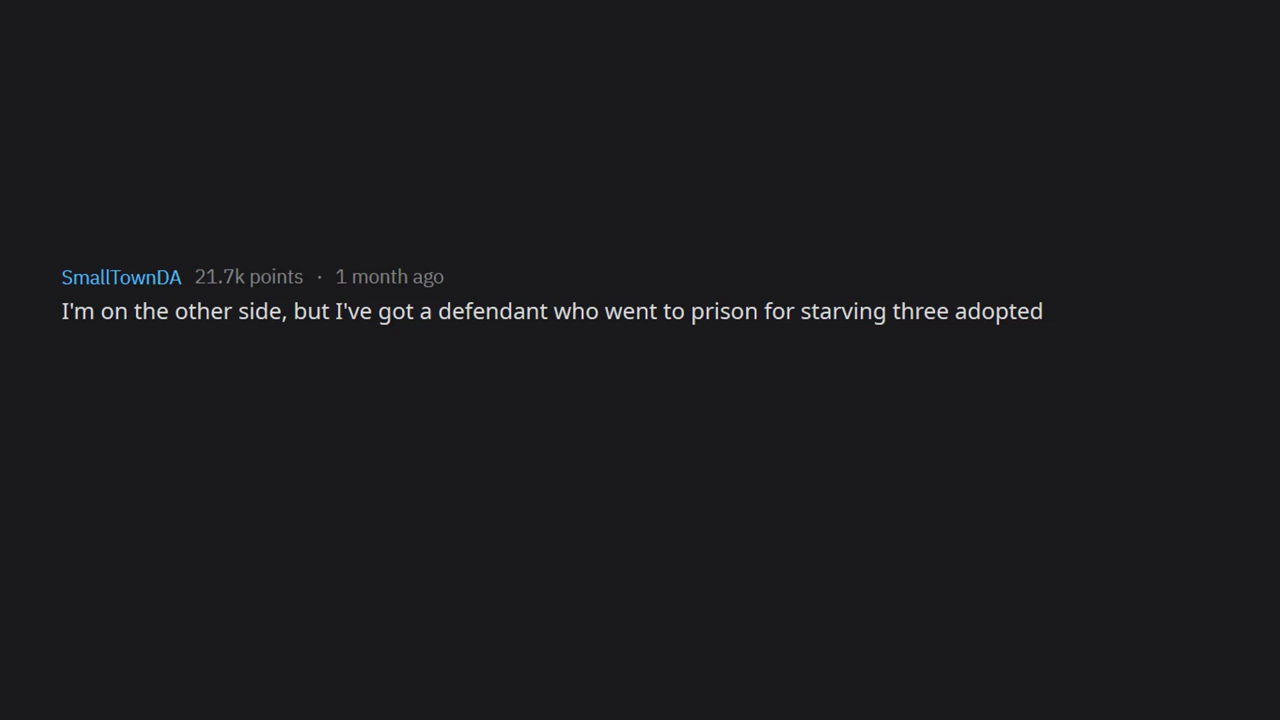 SmallTownDA 21.7k points · 1 month ago
I'm on the other side, but I've got a defendant who went to prison for starving three adopted